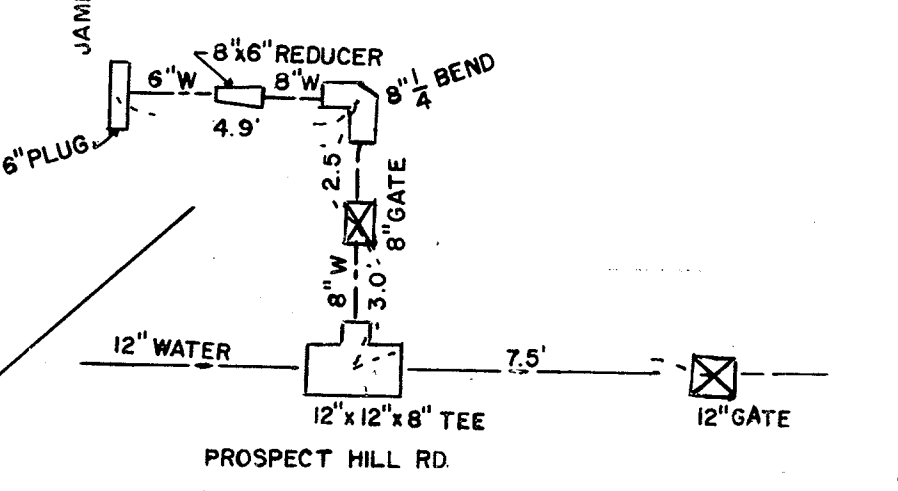 JAM
8"x6" REDUCER
6"W
8"W
8" 1/4 BEND
4.9'
6" PLUG
2.5'
8" GATE
8" W
3.0'
12" WATER
7.5'
12"x12"x8" TEE
12" GATE
PROSPECT HILL RD.